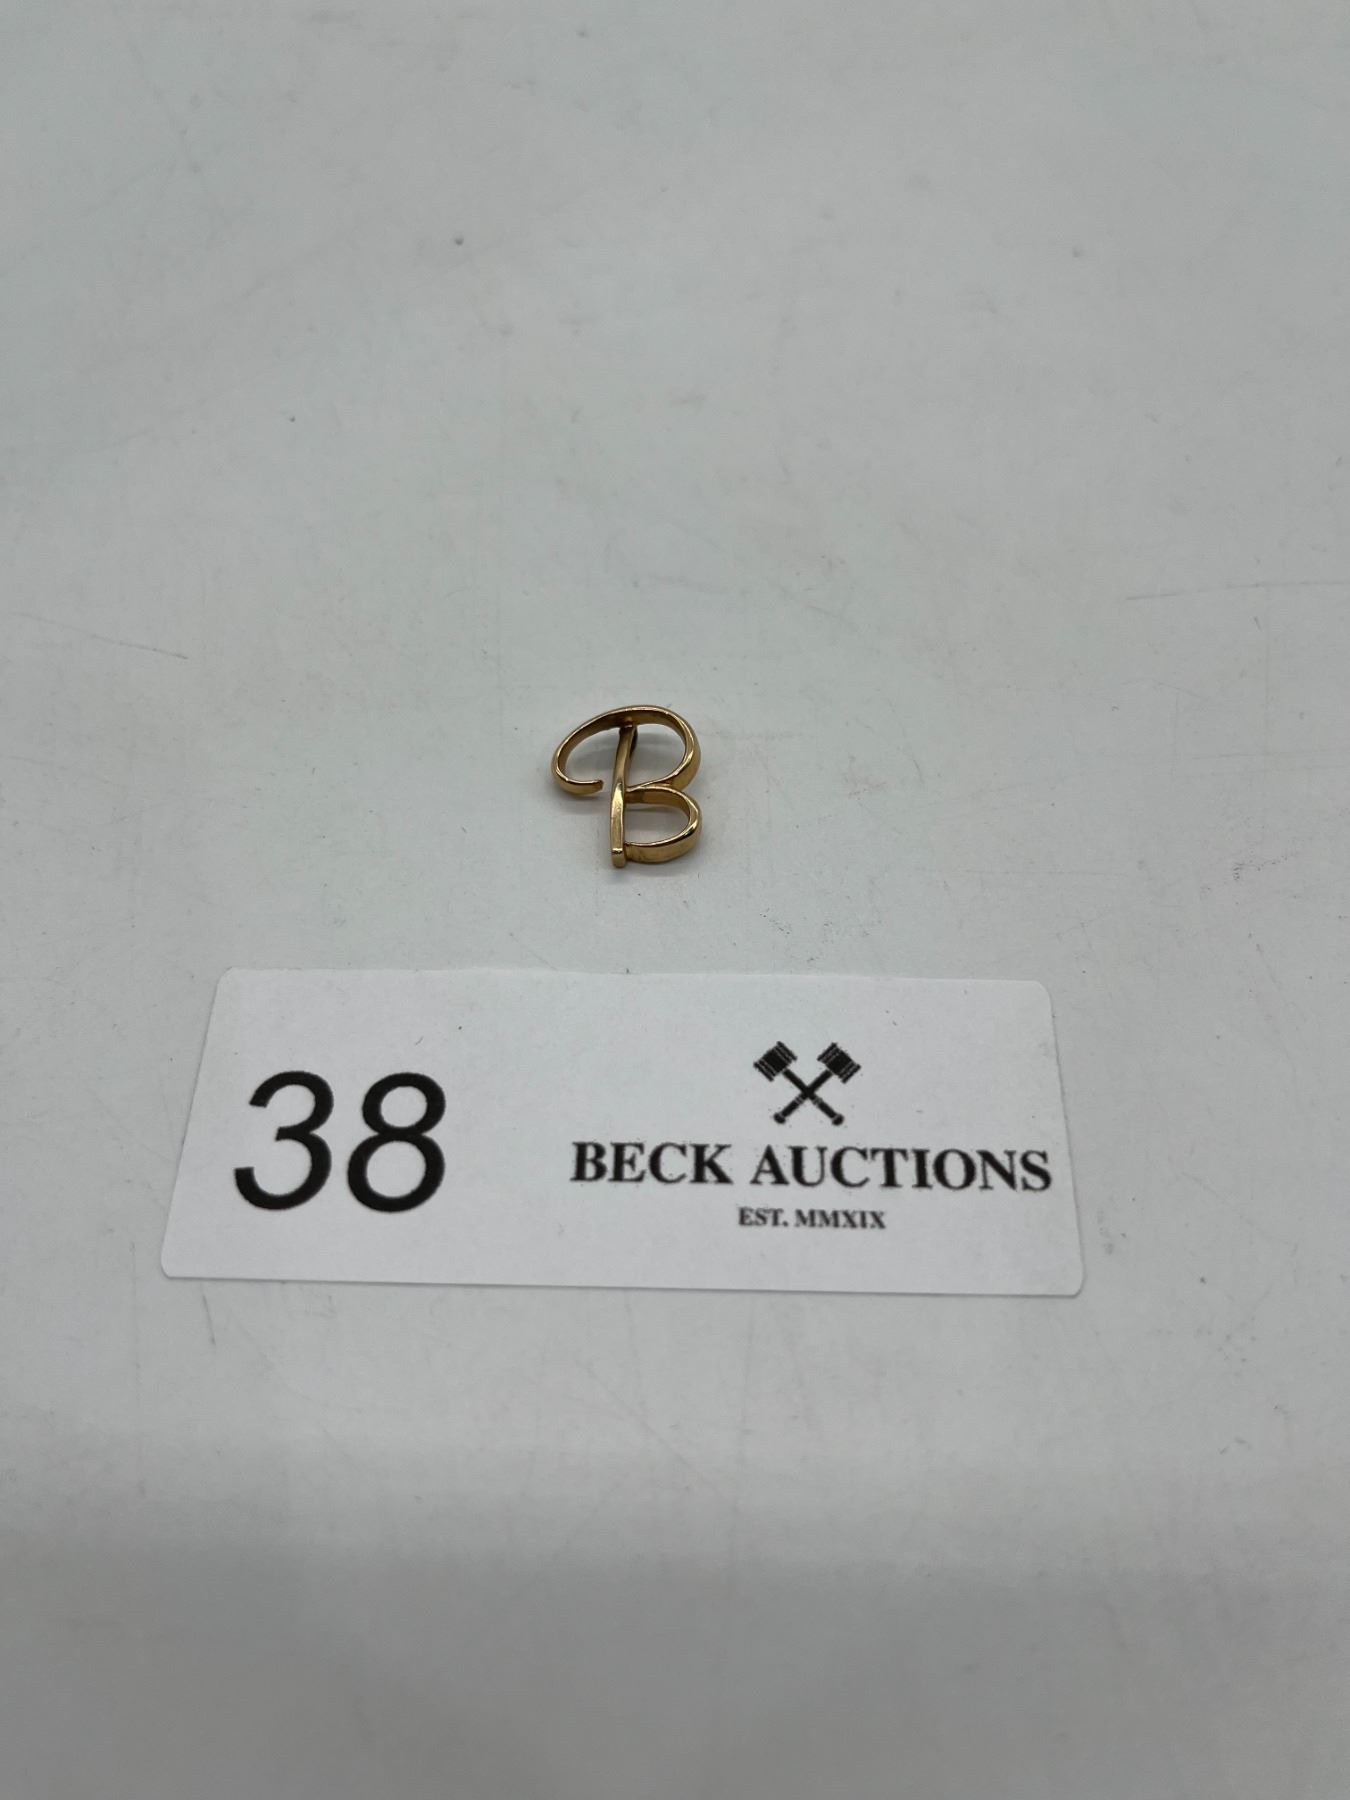 B
38
BECK AUCTIONS
EST. MMXIX